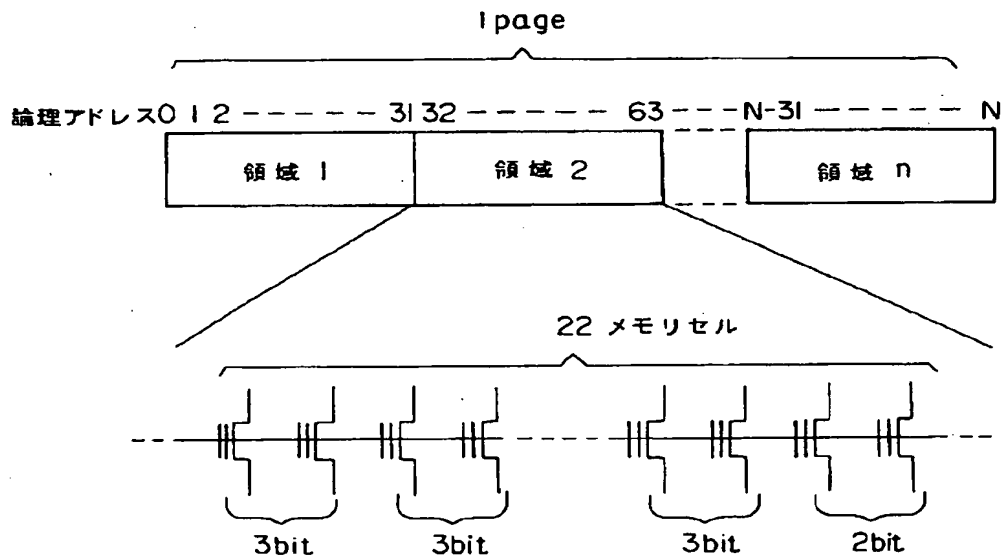 1page
論理アドレス0 1 2 ---- 31 32 ----- 63 --- N-31 ----- N
領域 1 領域 2 領域 n
22 メモリセル
3bit 3bit 3bit 2bit